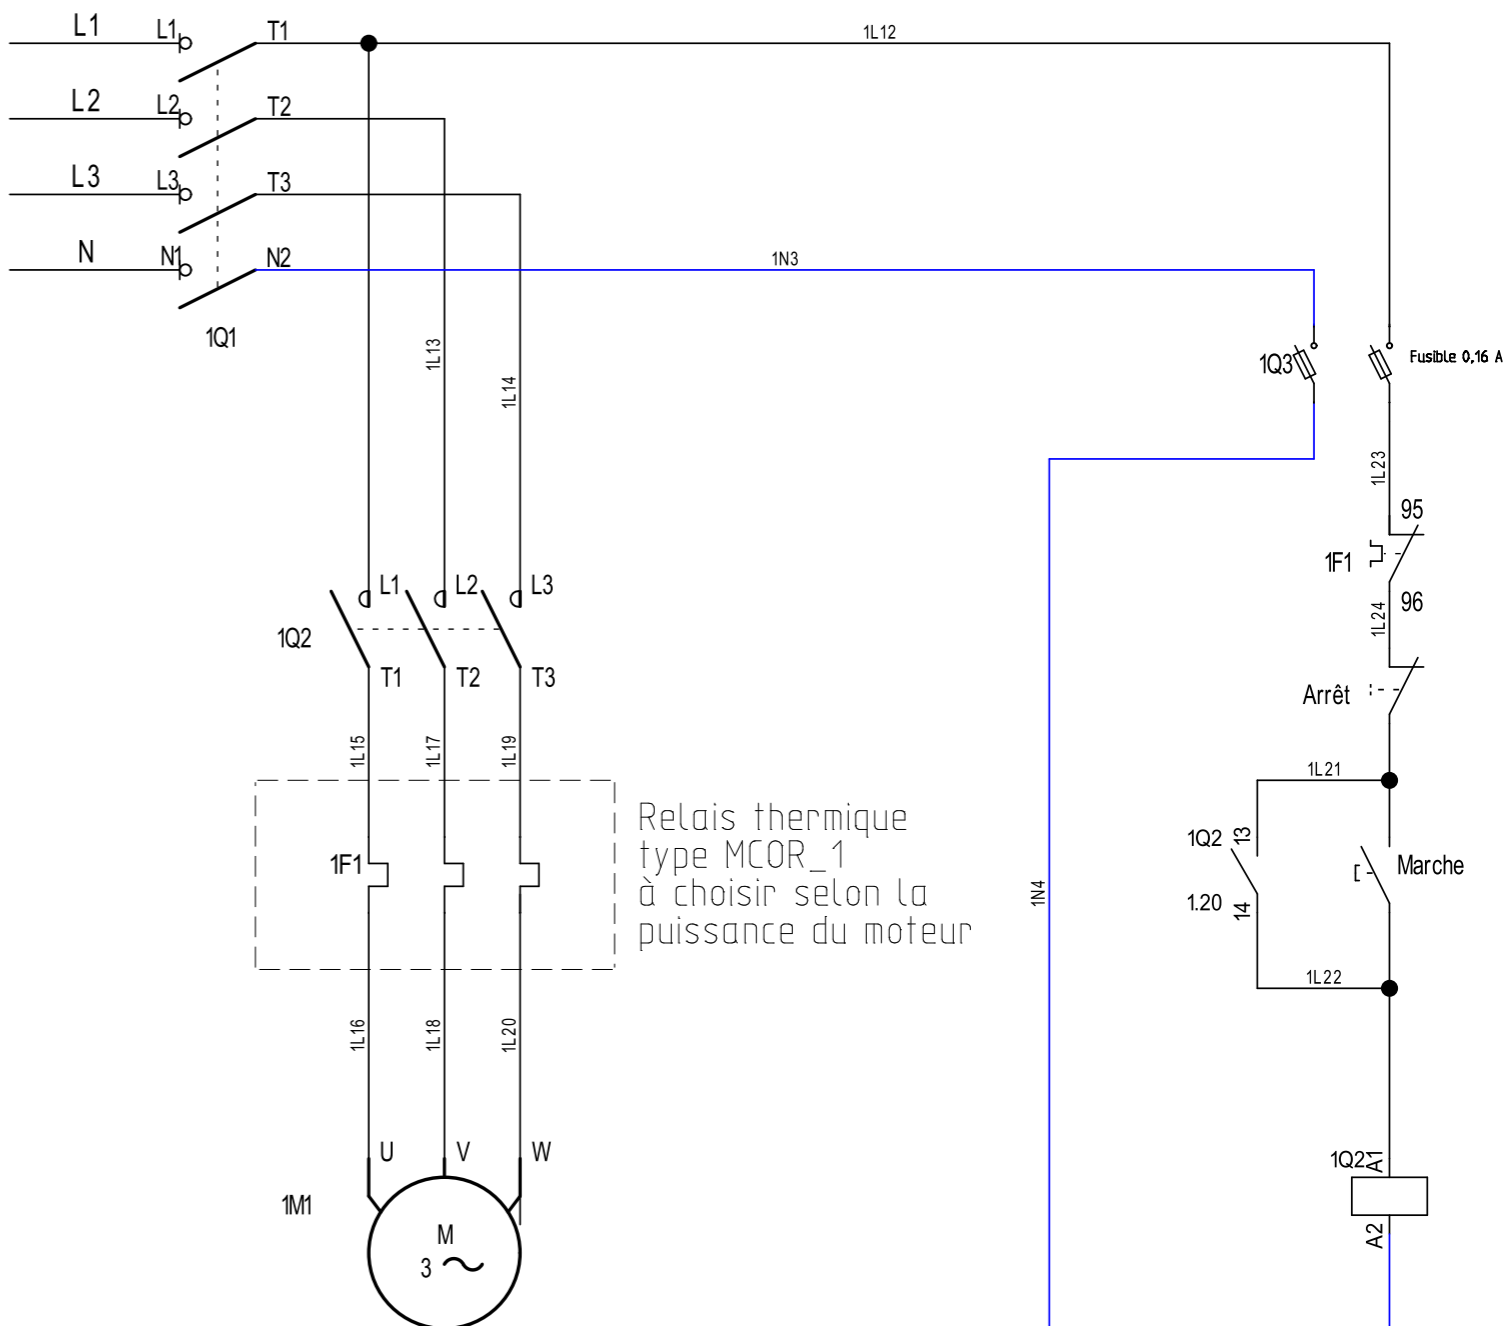 L1 L1 T1 1L12
L2 L2 T2
L3 L3 T3
N N1 N2 1N3
1Q1
1L13
1L14
1Q3
Fusible 0,16 A
1L23
95
1F1
96
1L24
L1 L2 L3
1Q2
T1 T2 T3
Arrêt
1L15 1L17 1L19
1L21
Relais thermique
type MCOR_1
à choisir selon la
puissance du moteur
1F1
1Q2 13
Marche
1.20 14
1N4
1L22
1L16 1L18 1L20
U V W
1Q2 A1
1M1
M
3
A2